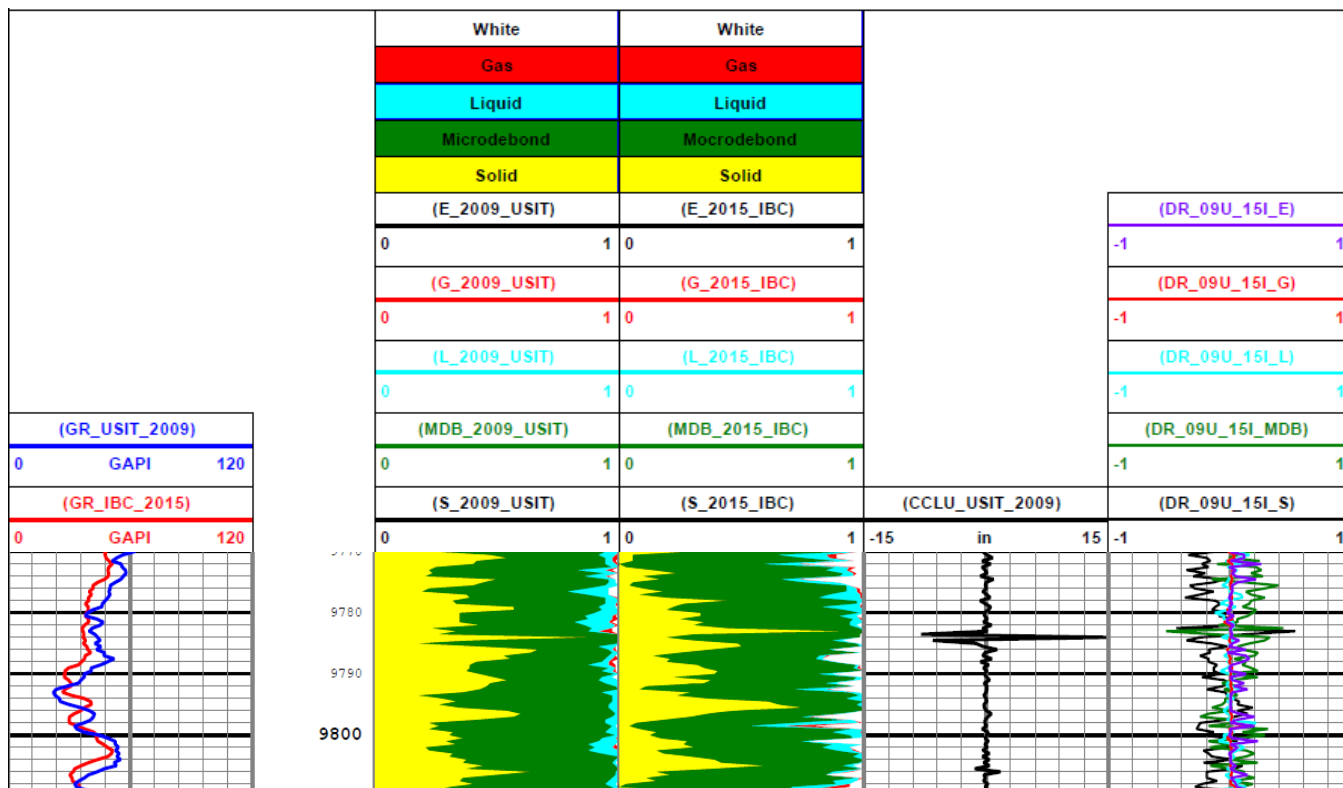 White White
Gas Gas
Liquid Liquid
Microdebond Mocrodebond
Solid Solid
(E_2009_USIT) (E_2015_IBC) (DR_09U_15I_E)
0 1 0 1 -1 1
(G_2009_USIT) (G_2015_IBC) (DR_09U_15I_G)
0 1 0 1 -1 1
(L_2009_USIT) (L_2015_IBC) (DR_09U_15I_L)
0 1 0 1 -1 1
(GR_USIT_2009) (MDB_2009_USIT) (MDB_2015_IBC) (DR_09U_15I_MDB)
0 GAPI 120 0 1 0 1 -1 1
(GR_IBC_2015) (S_2009_USIT) (S_2015_IBC) (CCLU_USIT_2009) (DR_09U_15I_S)
0 GAPI 120 0 1 0 1 -15 in 15 -1 1
9780
9790
9800